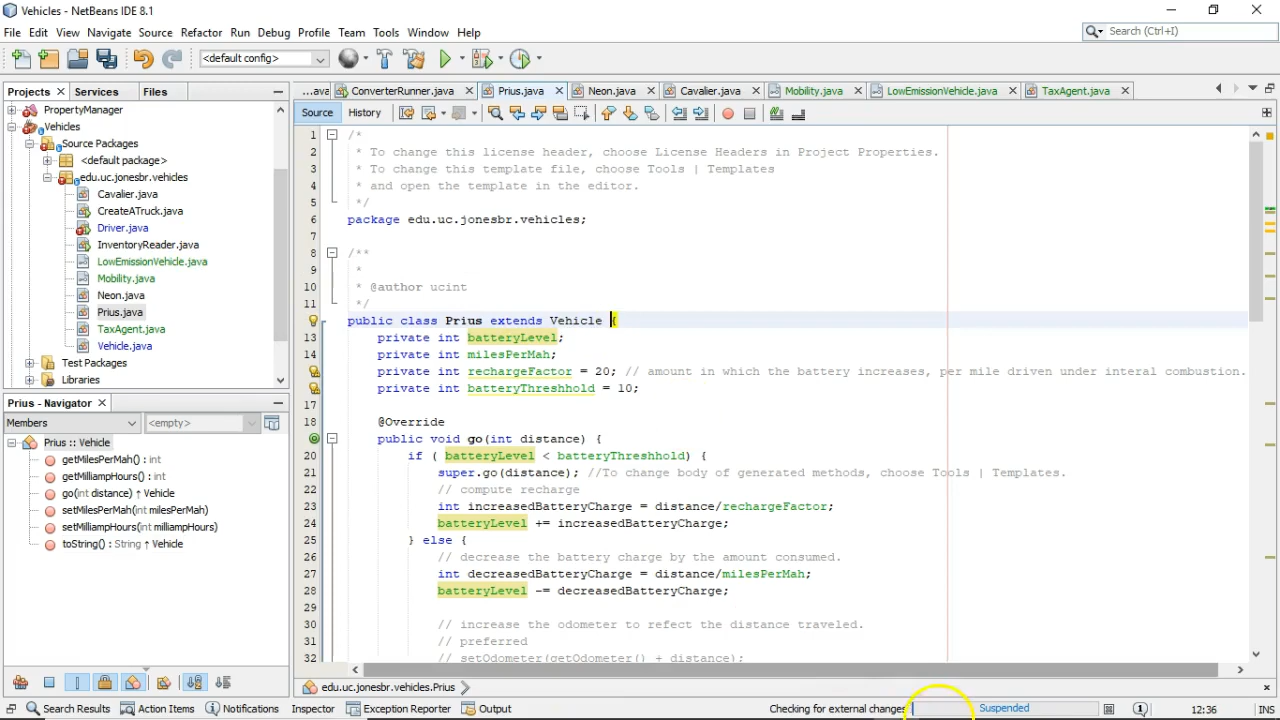 Vehicles - NetBeans IDE 8.1
File Edit View Navigate Source Refactor Run Debug Profile Team Tools Window Help
Search (Ctrl+I)
<default config>
Projects Services Files
...ava ConverterRunner.java Prius.java Neon.java Cavalier.java Mobility.java LowEmissionVehicle.java TaxAgent.java
Source History
PropertyManager
Vehicles
Source Packages
<default package>
edu.uc.jonesbr.vehicles
Cavalier.java
CreateATruck.java
Driver.java
InventoryReader.java
LowEmissionVehicle.java
Mobility.java
Neon.java
Prius.java
TaxAgent.java
Vehicle.java
Test Packages
Libraries
Prius - Navigator
Members <empty>
Prius :: Vehicle
getMilesPerMah() : int
getMilliampHours() : int
go(int distance) ↑ Vehicle
setMilesPerMah(int milesPerMah)
setMilliampHours(int milliampHours)
toString() : String ↑ Vehicle
1 /*
2 * To change this license header, choose License Headers in Project Properties.
3 * To change this template file, choose Tools | Templates
4 * and open the template in the editor.
5 */
6 package edu.uc.jonesbr.vehicles;
7
8 /**
9 *
10 * @author ucint
11 */
public class Prius extends Vehicle {
13 private int batteryLevel;
14 private int milesPerMah;
private int rechargeFactor = 20; // amount in which the battery increases, per mile driven under interal combustion.
private int batteryThreshhold = 10;
17
18 @Override
public void go(int distance) {
20 if ( batteryLevel < batteryThreshhold) {
21 super.go(distance); //To change body of generated methods, choose Tools | Templates.
22 // compute recharge
23 int increasedBatteryCharge = distance/rechargeFactor;
24 batteryLevel += increasedBatteryCharge;
25 } else {
26 // decrease the battery charge by the amount consumed.
27 int decreasedBatteryCharge = distance/milesPerMah;
28 batteryLevel -= decreasedBatteryCharge;
29
30 // increase the odometer to refect the distance traveled.
31 // preferred
32 // setOdometer(getOdometer() + distance);
edu.uc.jonesbr.vehicles.Prius
Search Results Action Items Notifications Inspector Exception Reporter Output
Checking for external changes Suspended 1 12:36 INS